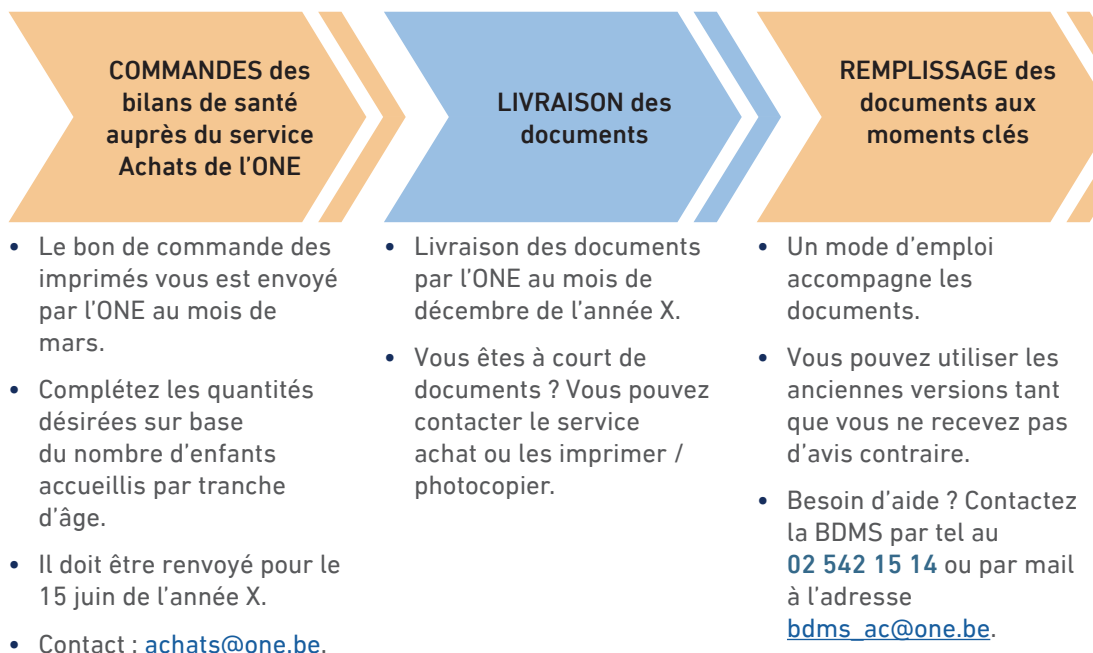 COMMANDES des
bilans de santé
auprès du service
Achats de l'ONE
• Le bon de commande des
imprimés vous est envoyé
par l'ONE au mois de
mars.
• Complétez les quantités
désirées sur base
du nombre d'enfants
accueillis par tranche
d'âge.
• Il doit être renvoyé pour le
15 juin de l'année X.
• Contact : achats@one.be.
LIVRAISON des
documents
• Livraison des documents
par l'ONE au mois de
décembre de l'année X.
• Vous êtes à court de
documents ? Vous pouvez
contacter le service
achat ou les imprimer /
photocopier.
REMPLISSAGE des
documents aux
moments clés
• Un mode d'emploi
accompagne les
documents.
• Vous pouvez utiliser les
anciennes versions tant
que vous ne recevez pas
d'avis contraire.
• Besoin d'aide ? Contactez
la BDMS par tel au
02 542 15 14 ou par mail
à l'adresse
bdms_ac@one.be.